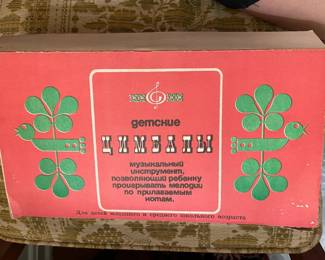 детские
ЦИМБАЛЫ
музыкальный
инструмент,
позволяющий ребенку
проигрывать мелодии
по прилагаемым
нотам.
Для детей младшего и среднего школьного возраста